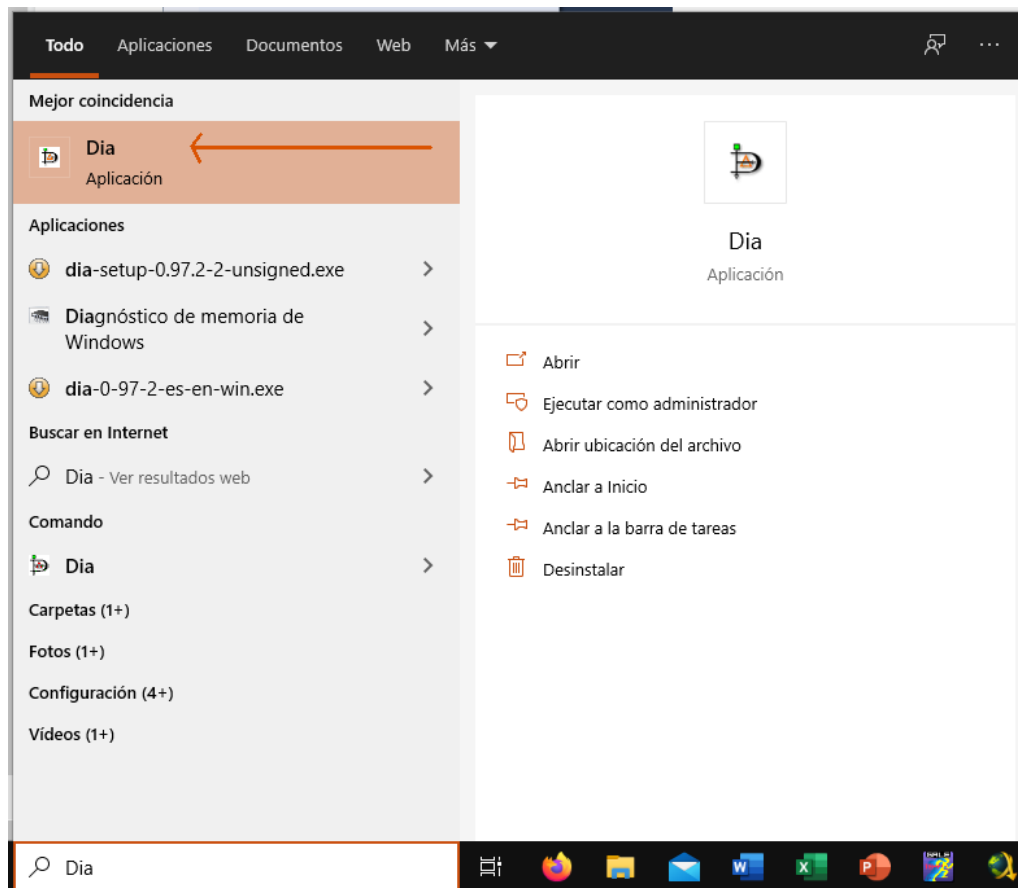 Todo Aplicaciones Documentos Web Más
Mejor coincidencia
Dia
Aplicación
Aplicaciones
dia-setup-0.97.2-2-unsigned.exe
Diagnóstico de memoria de
Windows
dia-0-97-2-es-en-win.exe
Buscar en Internet
Dia - Ver resultados web
Comando
Dia
Carpetas (1+)
Fotos (1+)
Configuración (4+)
Vídeos (1+)
Dia
Aplicación
Abrir
Ejecutar como administrador
Abrir ubicación del archivo
Anclar a Inicio
Anclar a la barra de tareas
Desinstalar
Dia